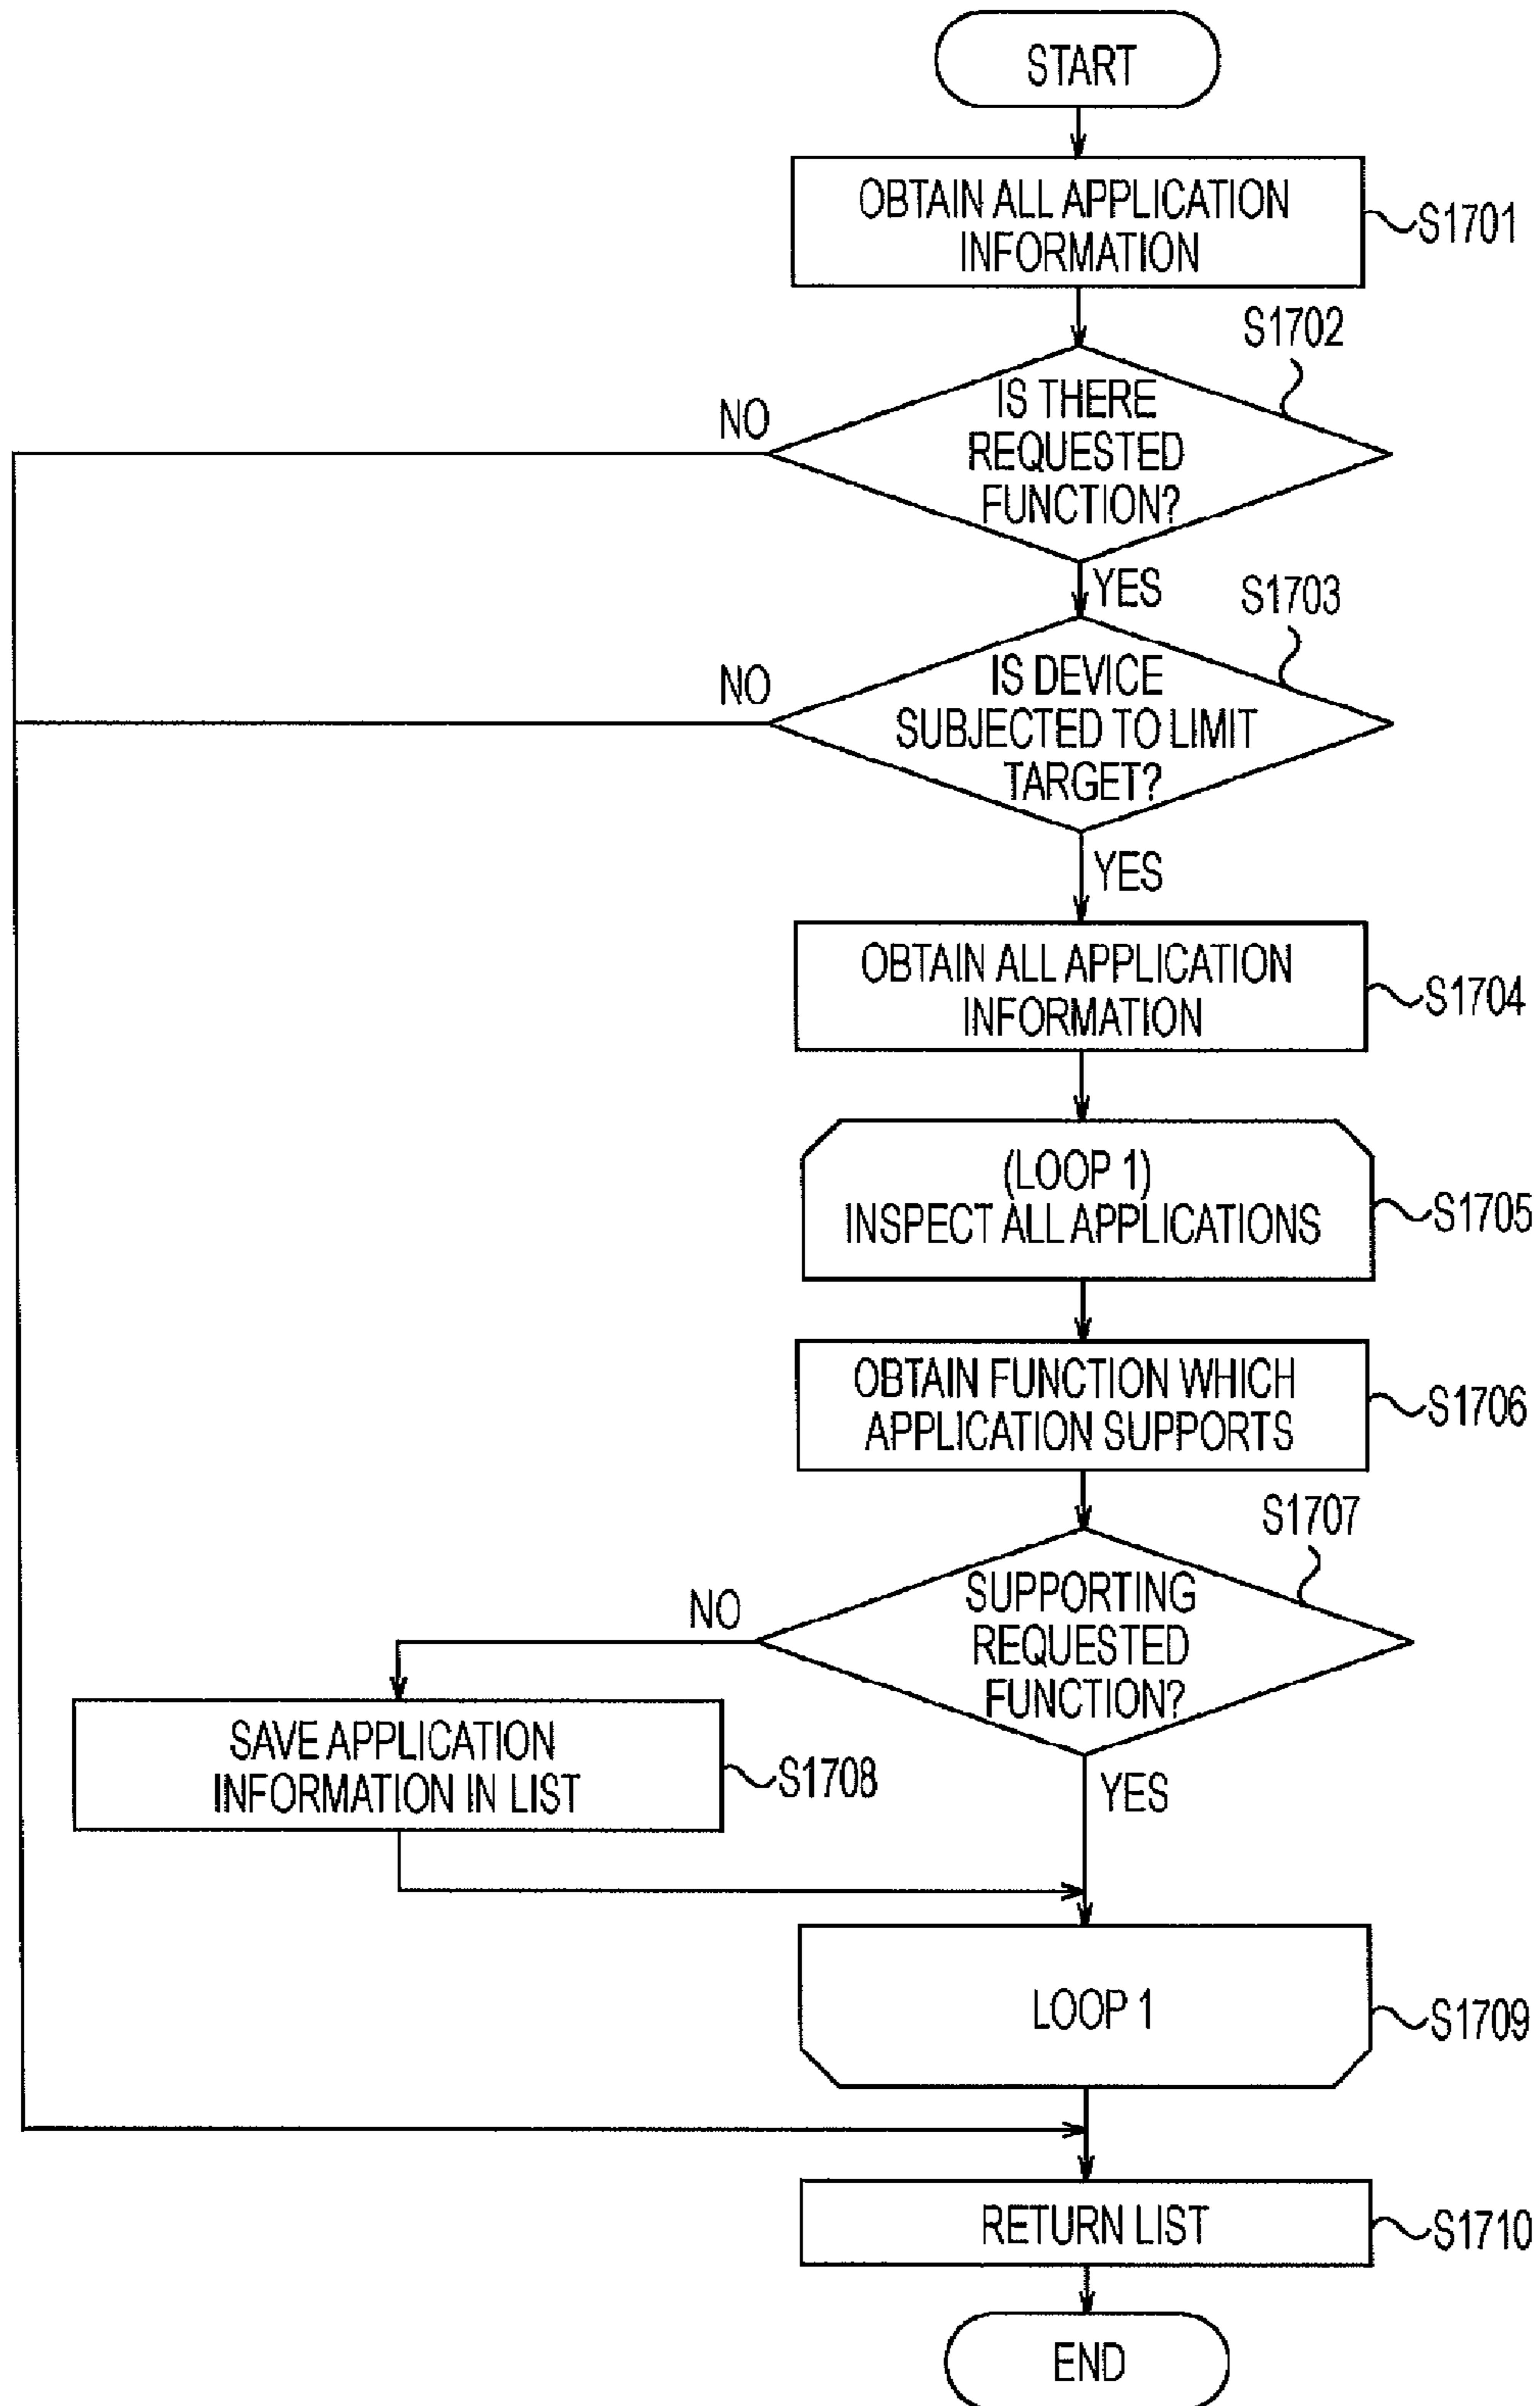 START
OBTAIN ALL APPLICATION
INFORMATION
S1701
S1702
IS THERE
REQUESTED
FUNCTION?
NO
YES
S1703
IS DEVICE
SUBJECTED TO LIMIT
TARGET?
NO
YES
OBTAIN ALL APPLICATION
INFORMATION
S1704
(LOOP 1)
INSPECT ALL APPLICATIONS
S1705
OBTAIN FUNCTION WHICH
APPLICATION SUPPORTS
S1706
S1707
SUPPORTING
REQUESTED
FUNCTION?
NO
YES
SAVE APPLICATION
INFORMATION IN LIST
S1708
LOOP 1
S1709
RETURN LIST
S1710
END